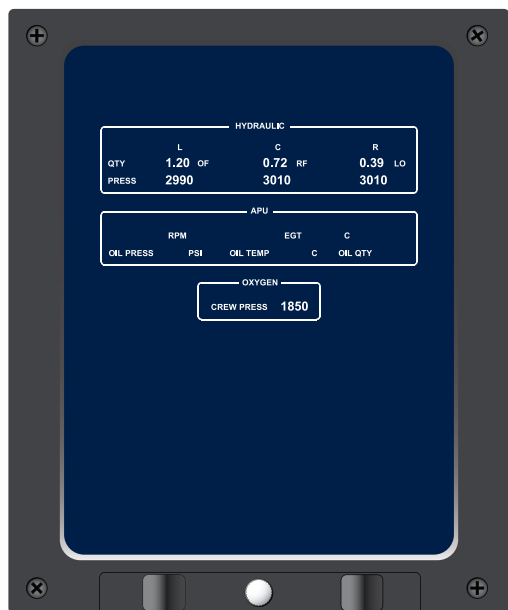 HYDRAULIC
L C R
QTY 1.20 OF 0.72 RF 0.39 LO
PRESS 2990 3010 3010
APU
RPM EGT C
OIL PRESS PSI OIL TEMP C OIL QTY
OXYGEN
CREW PRESS 1850